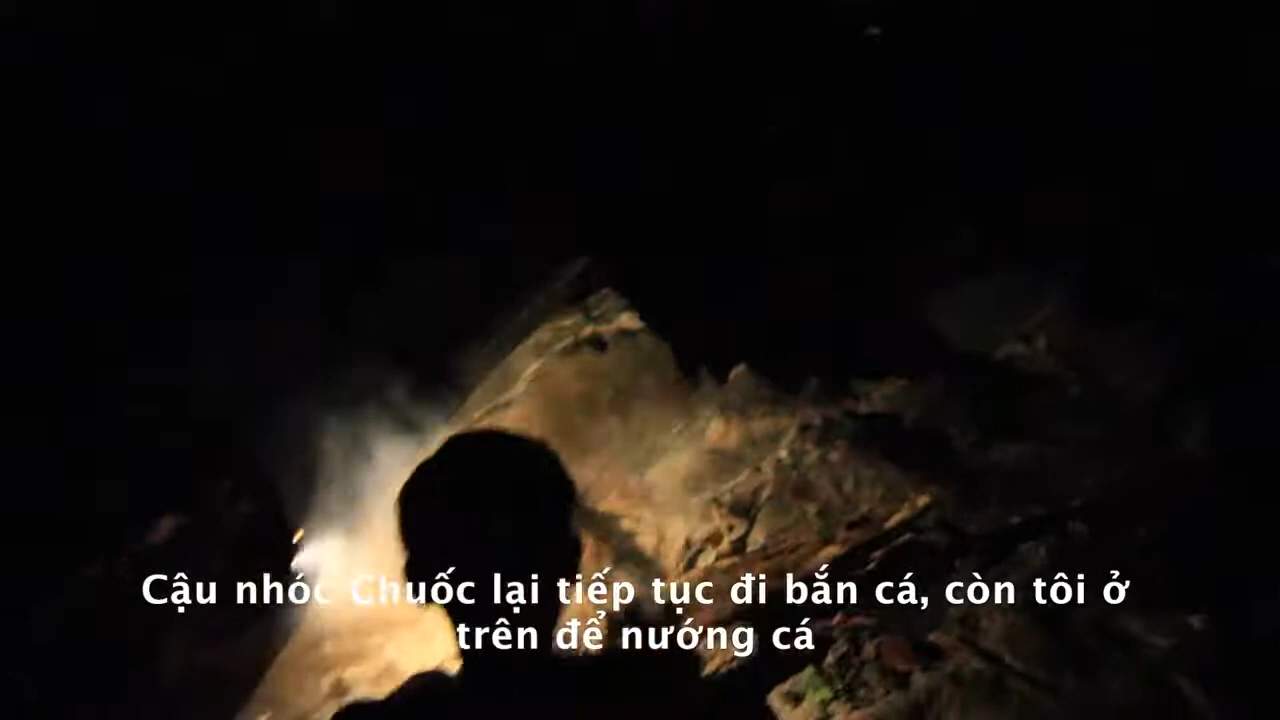 Cậu nhóc Chuốc lại tiếp tục đi bắn cá, còn tôi ở
trên để nướng cá